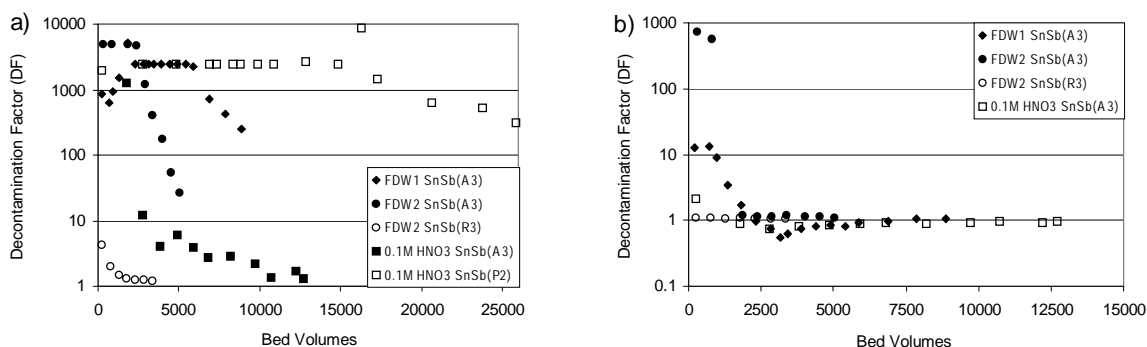 a)
Decontamination Factor (DF)
10000
1000
100
10
1
0
5000
10000
15000
20000
25000
Bed Volumes
FDW1 SnSb(A3)
FDW2 SnSb(A3)
FDW2 SnSb(R3)
0.1M HNO3 SnSb(A3)
0.1M HNO3 SnSb(P2)
b)
Decontamination Factor (DF)
1000
100
10
1
0.1
0
2500
5000
7500
10000
12500
15000
Bed Volumes
FDW1 SnSb(A3)
FDW2 SnSb(A3)
FDW2 SnSb(R3)
0.1M HNO3 SnSb(A3)